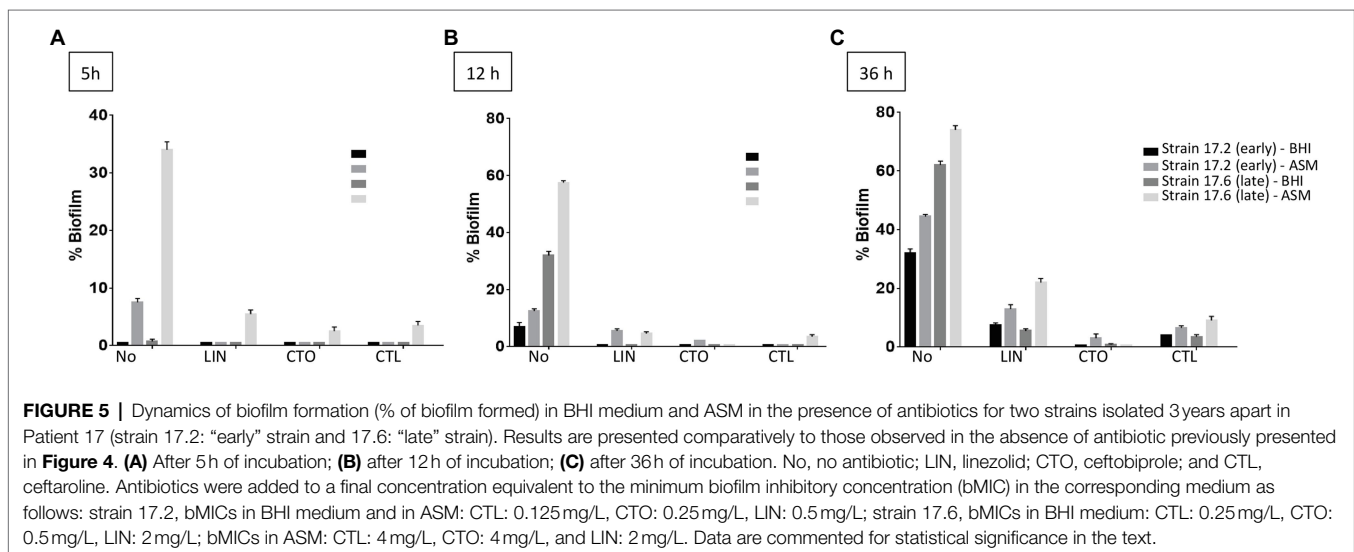 A
5h
% Biofilm
40
30
20
10
0
No LIN CTO CTL
B
12 h
% Biofilm
80
60
40
20
0
No LIN CTO CTL
C
36 h
% Biofilm
80
60
40
20
0
No LIN CTO CTL
Strain 17.2 (early) - BHI
Strain 17.2 (early) - ASM
Strain 17.6 (late) - BHI
Strain 17.6 (late) - ASM
FIGURE 5 | Dynamics of biofilm formation (% of biofilm formed) in BHI medium and ASM in the presence of antibiotics for two strains isolated 3 years apart in
Patient 17 (strain 17.2: “early” strain and 17.6: “late” strain). Results are presented comparatively to those observed in the absence of antibiotic previously presented
in Figure 4. (A) After 5 h of incubation; (B) after 12 h of incubation; (C) after 36 h of incubation. No, no antibiotic; LIN, linezolid; CTO, ceftobiprole; and CTL,
ceftaroline. Antibiotics were added to a final concentration equivalent to the minimum biofilm inhibitory concentration (bMIC) in the corresponding medium as
follows: strain 17.2, bMICs in BHI medium and in ASM: CTL: 0.125 mg/L, CTO: 0.25 mg/L, LIN: 0.5 mg/L; strain 17.6, bMICs in BHI medium: CTL: 0.25 mg/L, CTO:
0.5 mg/L, LIN: 2 mg/L; bMICs in ASM: CTL: 4 mg/L, CTO: 4 mg/L, and LIN: 2 mg/L. Data are commented for statistical significance in the text.